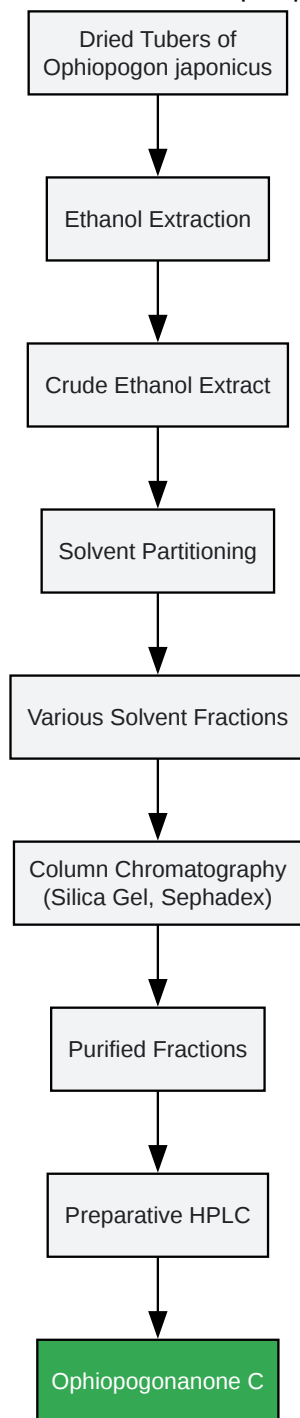 Dried Tubers of
Ophiopogon japonicus
Ethanol Extraction
Crude Ethanol Extract
Solvent Partitioning
Various Solvent Fractions
Column Chromatography
(Silica Gel, Sephadex)
Purified Fractions
Preparative HPLC
Ophiopogonanone C